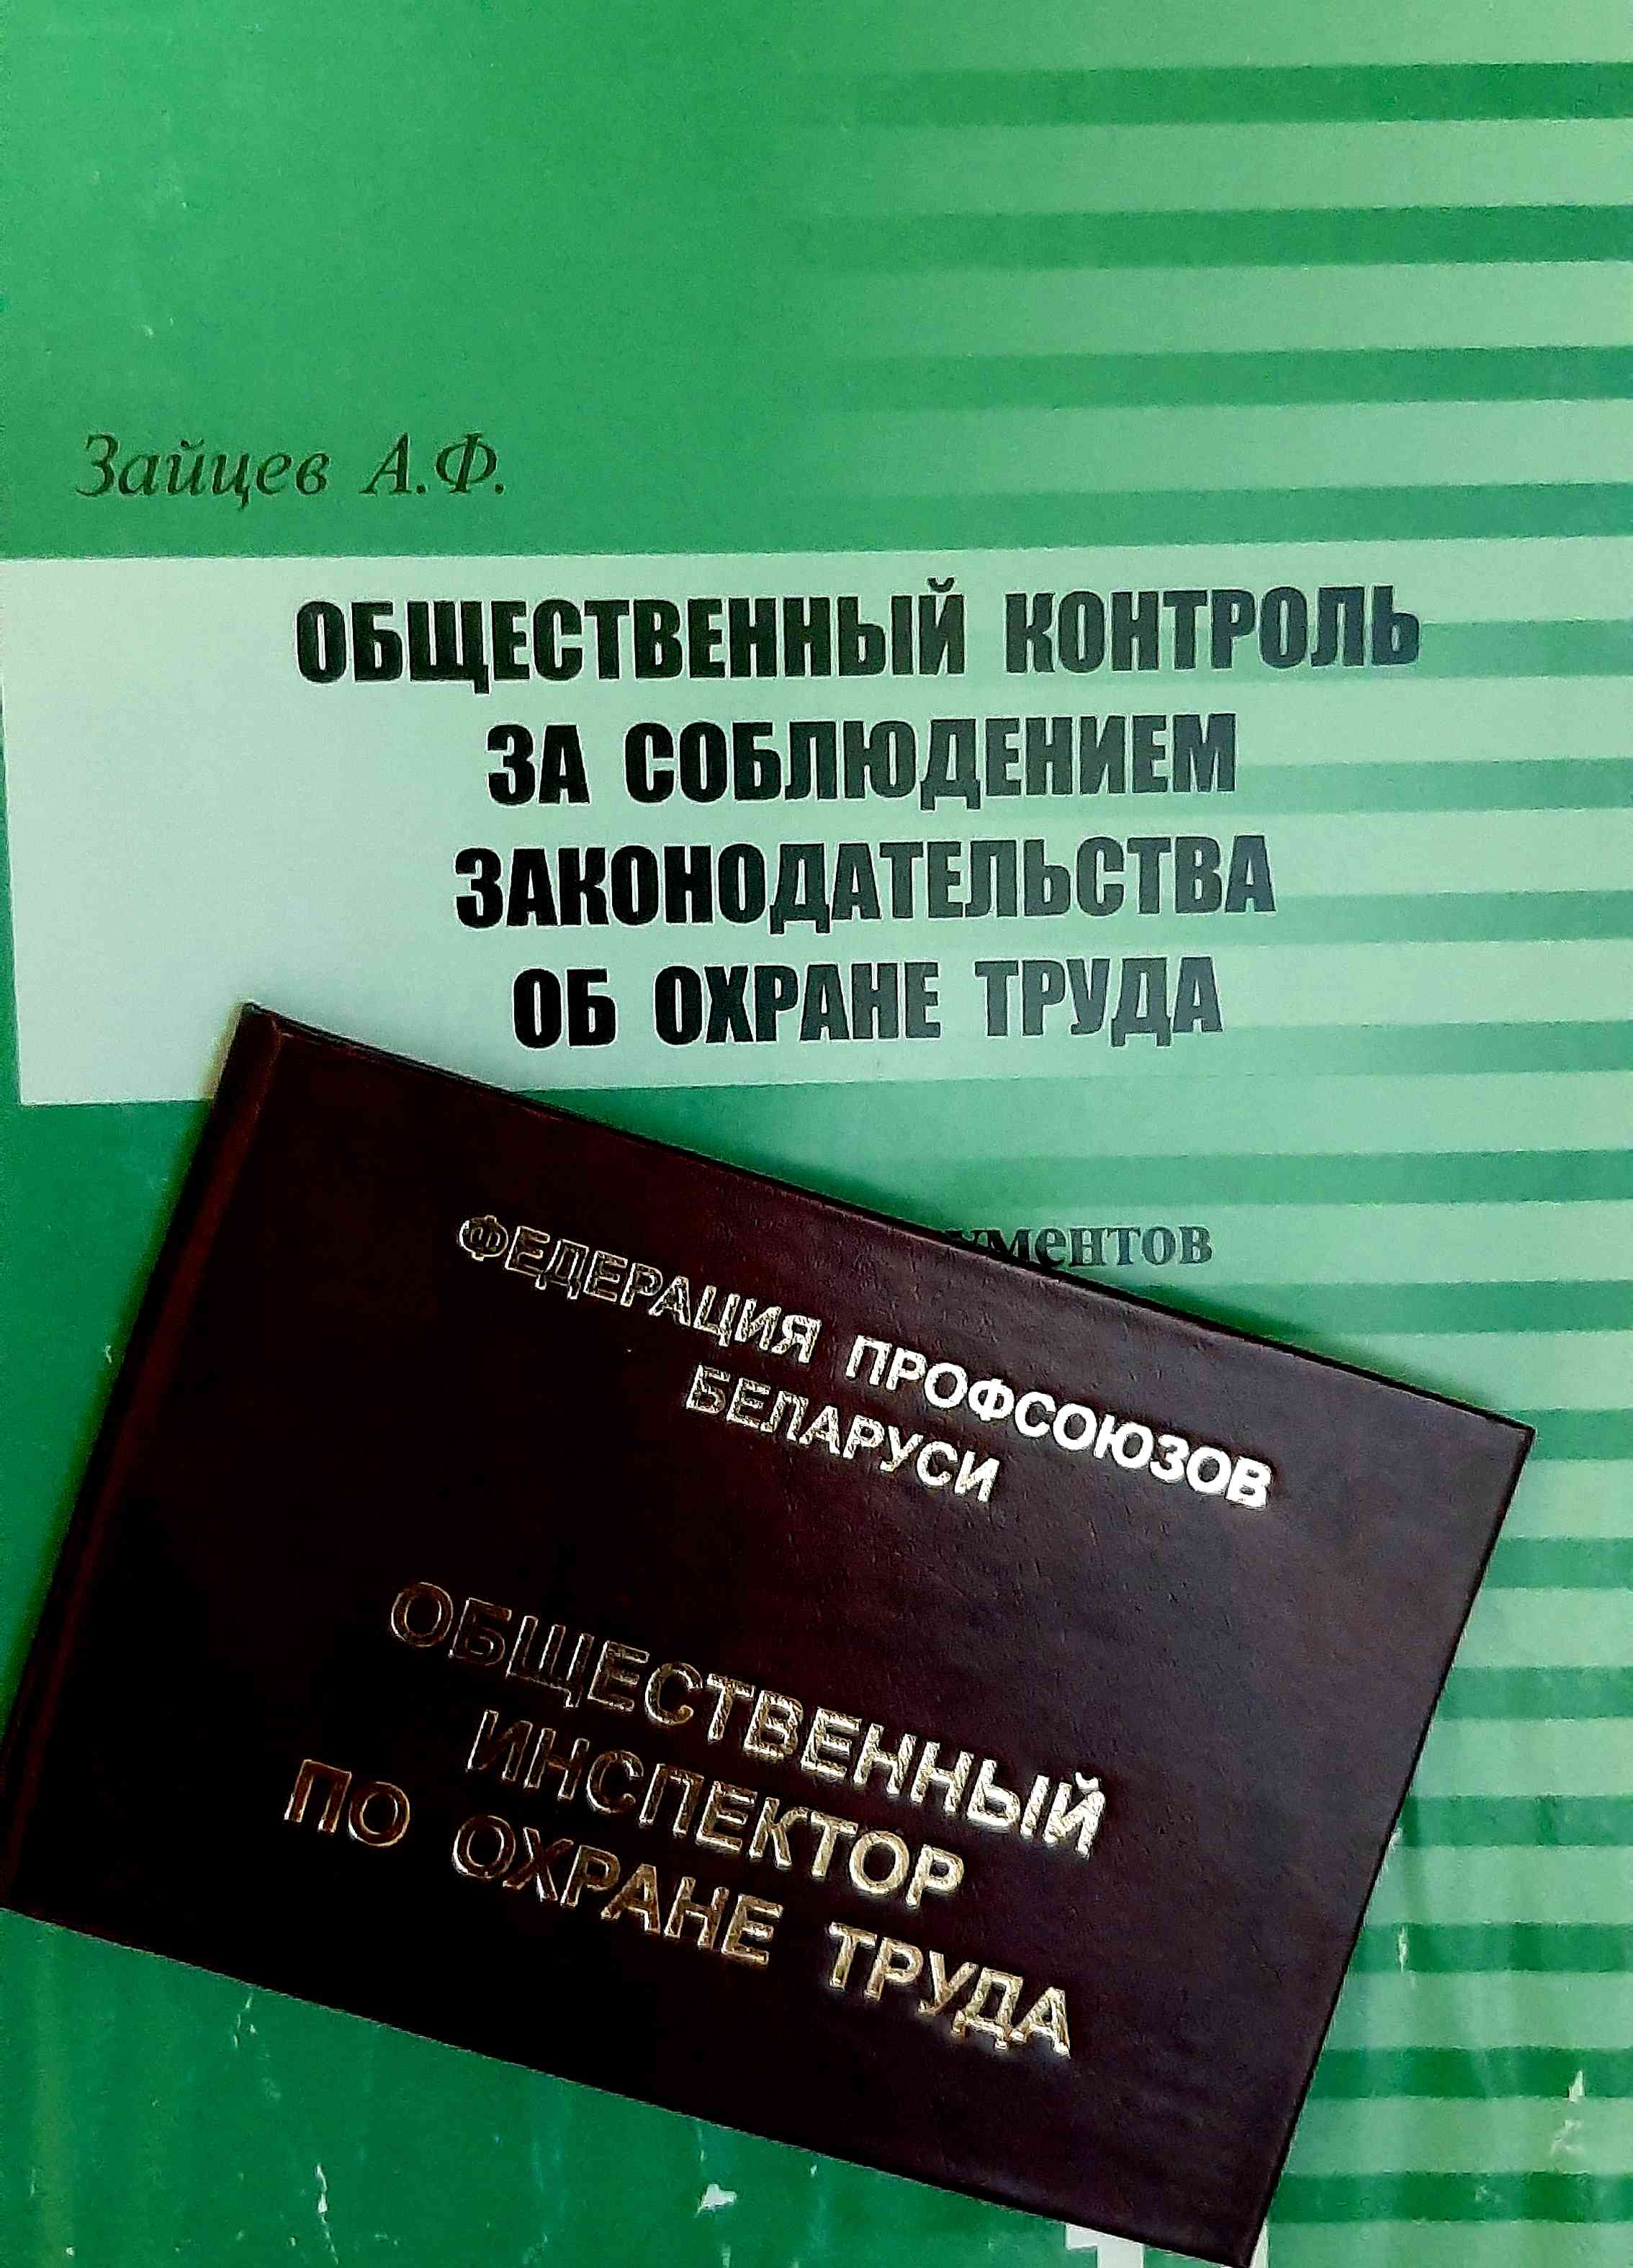 Зайцев А.Ф.
ОБЩЕСТВЕННЫЙ КОНТРОЛЬ
ЗА СОБЛЮДЕНИЕМ
ЗАКОНОДАТЕЛЬСТВА
ОБ ОХРАНЕ ТРУДА
ФЕДЕРАЦИЯ ПРОФСОЮЗОВ
БЕЛАРУСИ
ОБЩЕСТВЕННЫЙ
ИНСПЕКТОР
ПО ОХРАНЕ ТРУДА